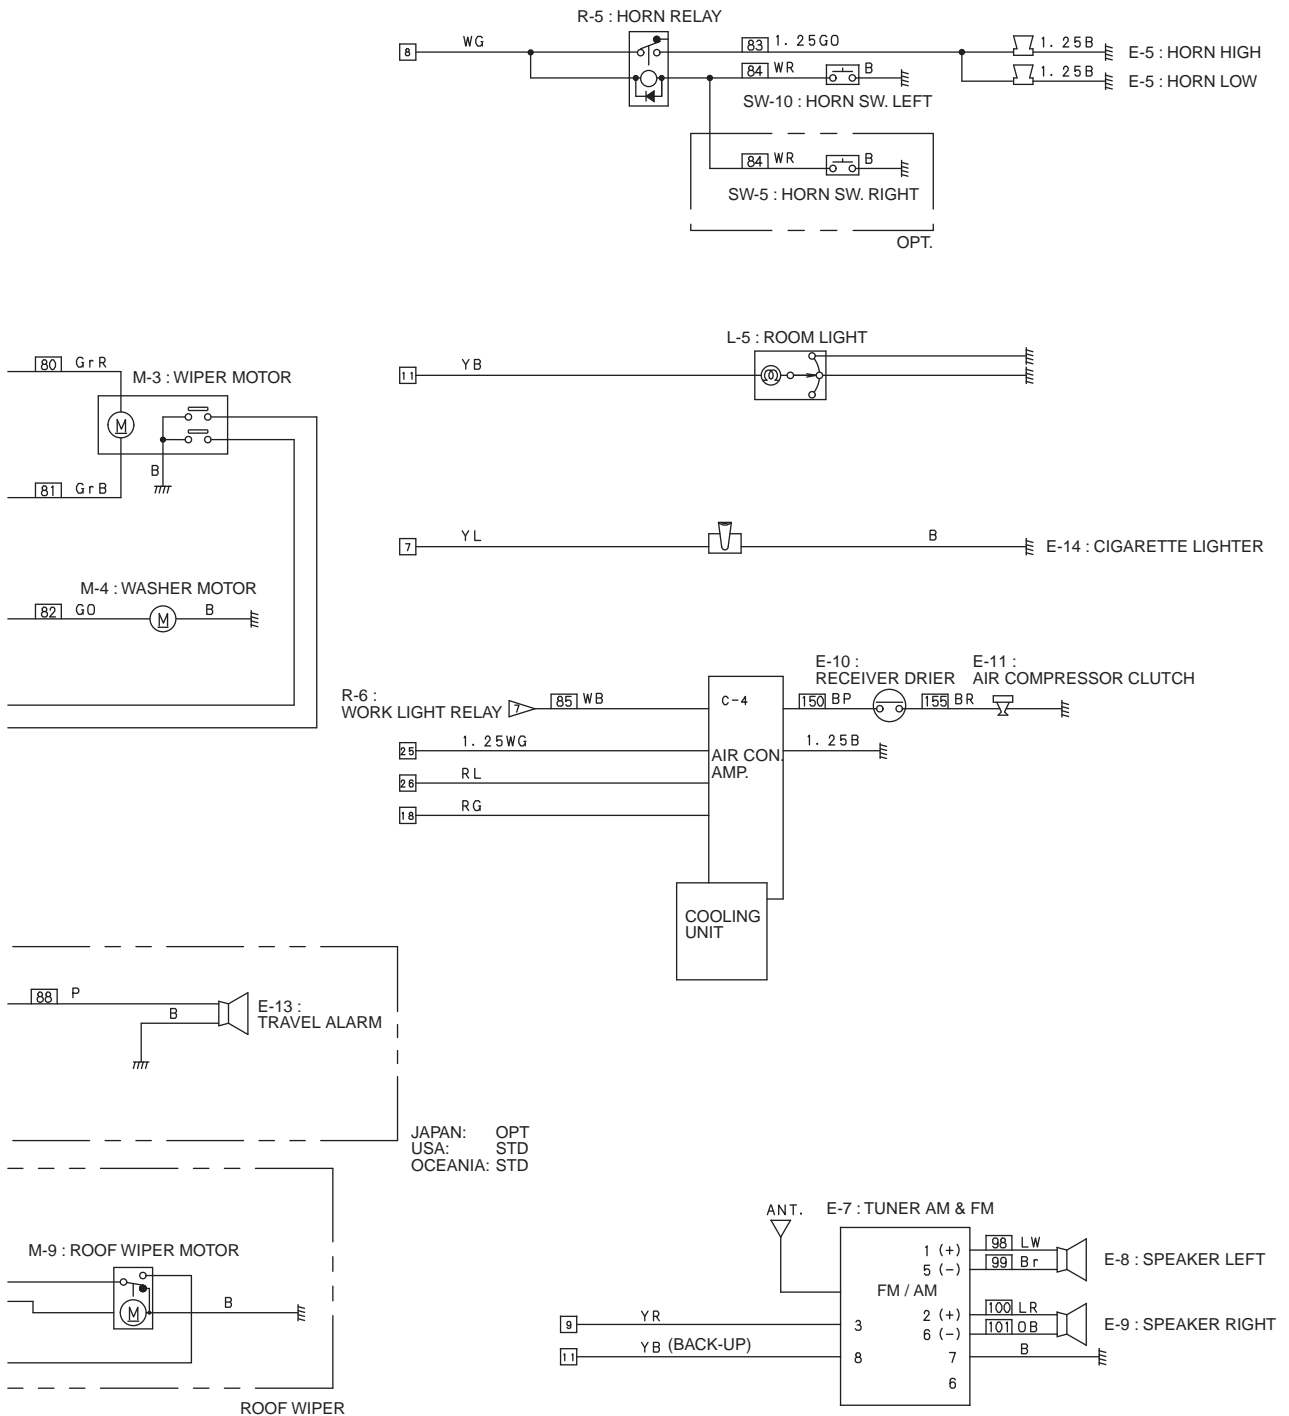 R-5 : HORN RELAY
8 WG 83 1.25GO 1.25B E-5 : HORN HIGH
84 WR B 1.25B E-5 : HORN LOW
SW-10 : HORN SW. LEFT
84 WR B
SW-5 : HORN SW. RIGHT
OPT.
L-5 : ROOM LIGHT
11 YB
80 GrR
M-3 : WIPER MOTOR
M
B
81 GrB
7 YL B E-14 : CIGARETTE LIGHTER
M-4 : WASHER MOTOR
82 GO M B
E-10 :
RECEIVER DRIER
E-11 :
AIR COMPRESSOR CLUTCH
R-6 :
WORK LIGHT RELAY 7 85 WB C-4 150 BP 155 BR
25 1.25WG 1.25B
AIR CON.
AMP.
26 RL
18 RG
COOLING
UNIT
88 P
B
E-13 :
TRAVEL ALARM
JAPAN: OPT
USA: STD
OCEANIA: STD
M-9 : ROOF WIPER MOTOR
M B
ROOF WIPER
ANT. E-7 : TUNER AM & FM
1 (+) 98 LW
5 (-) 99 Br
E-8 : SPEAKER LEFT
FM / AM
2 (+) 100 LR
6 (-) 101 OB
E-9 : SPEAKER RIGHT
9 YR 3
11 YB (BACK-UP) 8 7 B
6